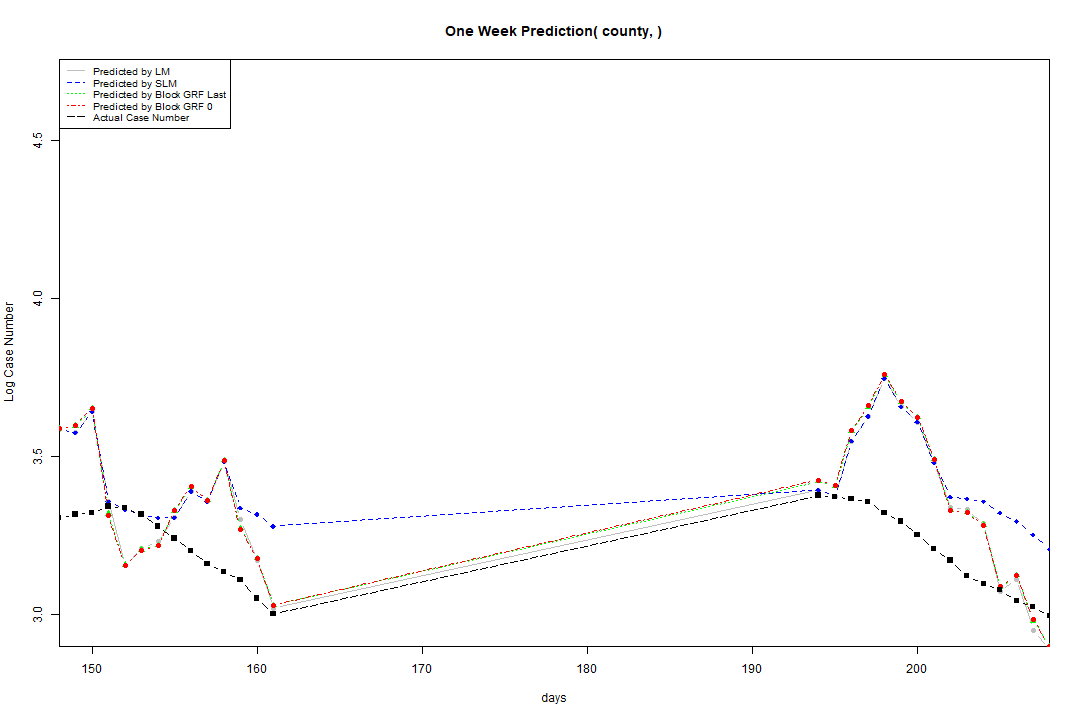 One Week Prediction( county, )
Predicted by LM
Predicted by SLM
Predicted by Block GRF Last
Predicted by Block GRF 0
Actual Case Number
Log Case Number
4.5
4.0
3.5
3.0
150 160 170 180 190 200
days